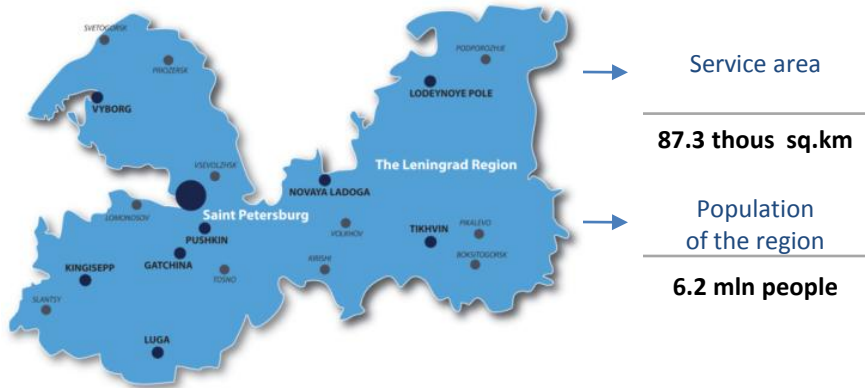 SVETOGORSK
PRIOZERSK
PODPOROZHJE
LODEYNOYE POLE
VYBORG
VSEVOLZHSK
The Leningrad Region
NOVAYA LADOGA
LOMONOSOV
Saint Petersburg
PUSHKIN
VOLKHOV
TIKHVIN
PIKALEVO
GATCHINA
KINGISEPP
TOSNO
KIRISHI
BOKSITOGORSK
SLANTSY
LUGA
Service area
87.3 thous sq.km
Population
of the region
6.2 mln people